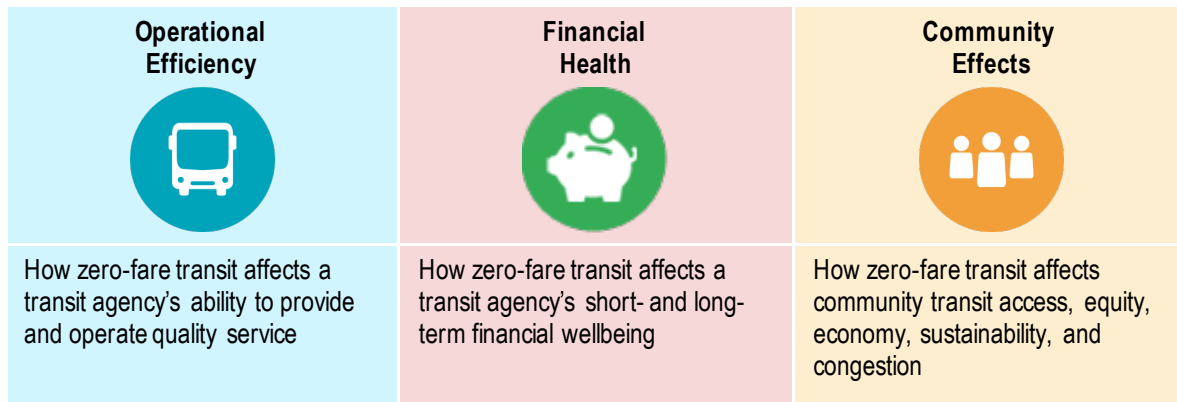 Operational
Efficiency
Financial
Health
Community
Effects
How zero-fare transit affects a
transit agency’s ability to provide
and operate quality service
How zero-fare transit affects a
transit agency’s short- and long-
term financial wellbeing
How zero-fare transit affects
community transit access, equity,
economy, sustainability, and
congestion